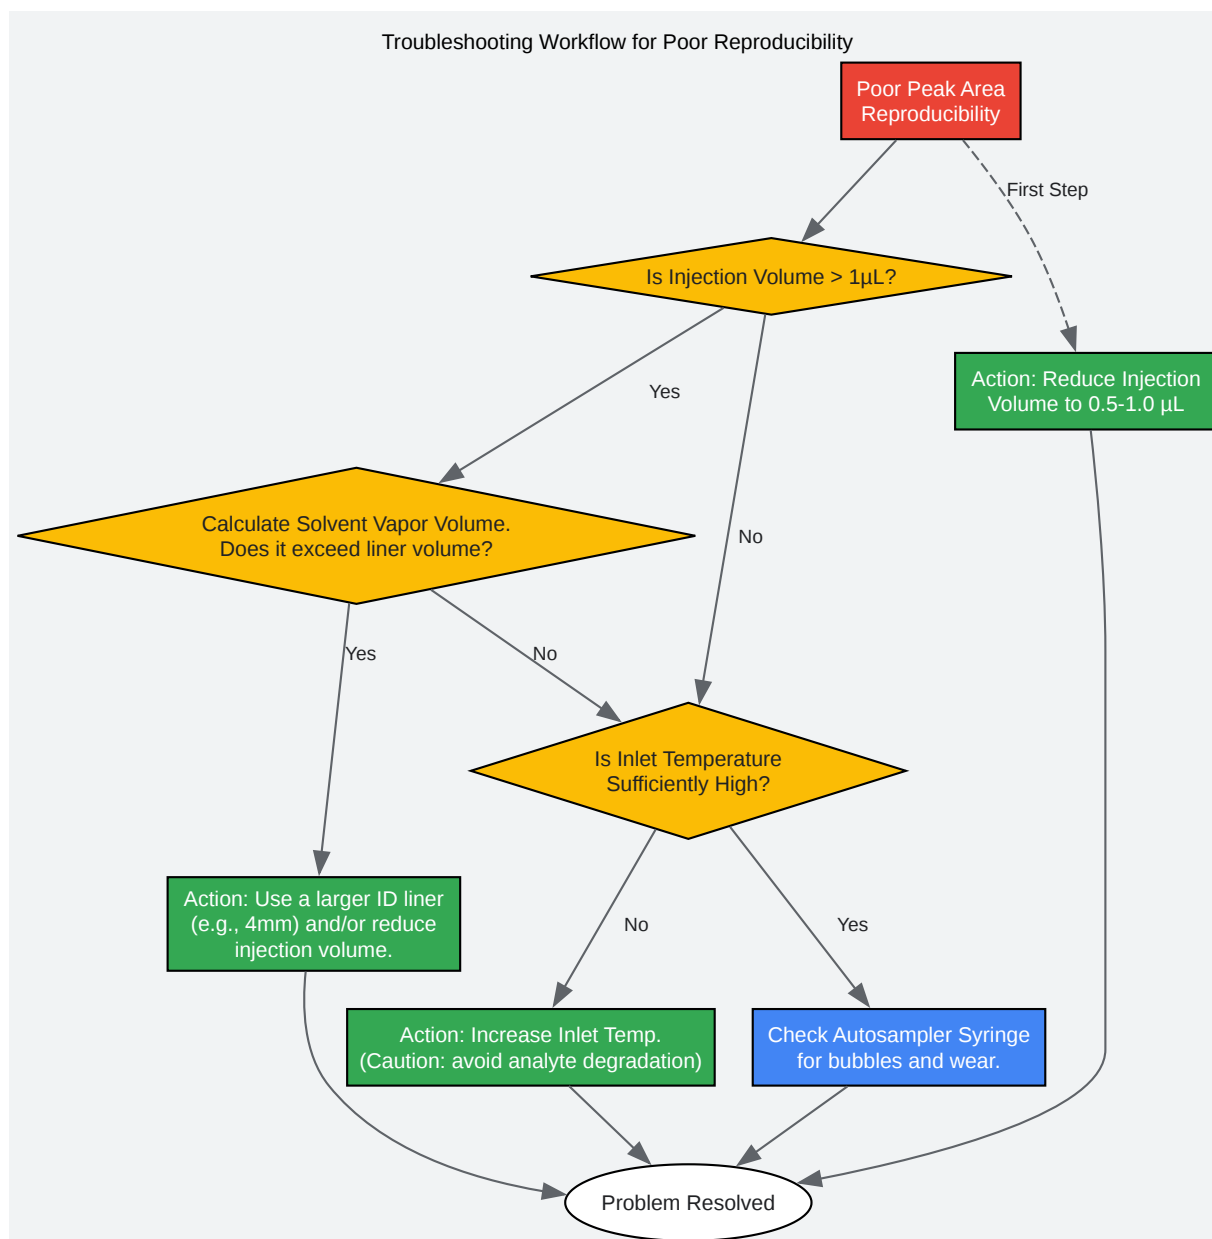 Troubleshooting Workflow for Poor Reproducibility
Poor Peak Area
Reproducibility
First Step
Is Injection Volume > 1µL?
Action: Reduce Injection
Volume to 0.5-1.0 µL
Yes
Calculate Solvent Vapor Volume.
Does it exceed liner volume?
No
Yes
No
Is Inlet Temperature
Sufficiently High?
Action: Use a larger ID liner
(e.g., 4mm) and/or reduce
injection volume.
No
Yes
Action: Increase Inlet Temp.
(Caution: avoid analyte degradation)
Check Autosampler Syringe
for bubbles and wear.
Problem Resolved